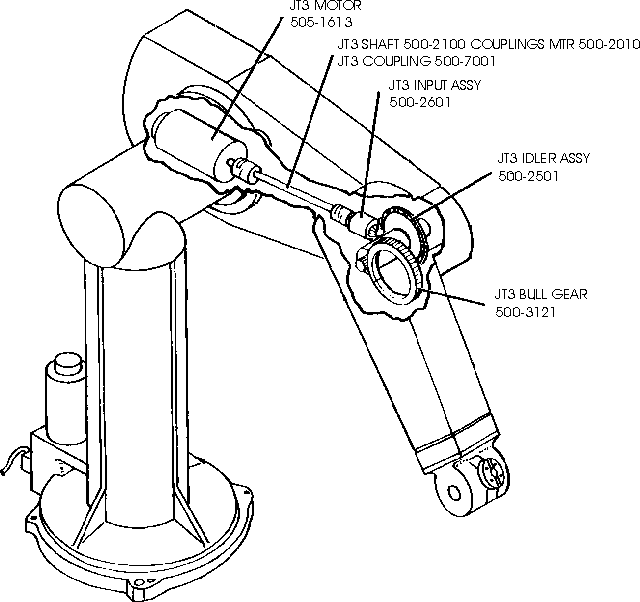 JT3 MOTOR
505-1613
JT3 SHAFT 500-2100 COUPLINGS MTR 500-2010
JT3 COUPLING 500-7001
JT3 INPUT ASSY
500-2601
JT3 IDLER ASSY
500-2501
JT3 BULL GEAR
500-3121